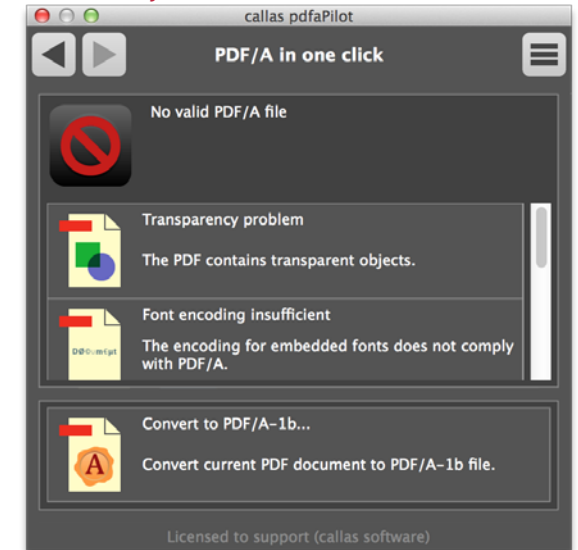 callas pdfaPilot
PDF/A in one click
No valid PDF/A file
Transparency problem
The PDF contains transparent objects.
Font encoding insufficient
The encoding for embedded fonts does not comply
with PDF/A.
Convert to PDF/A-1b...
A
Convert current PDF document to PDF/A-1b file.
Licensed to support (callas software)